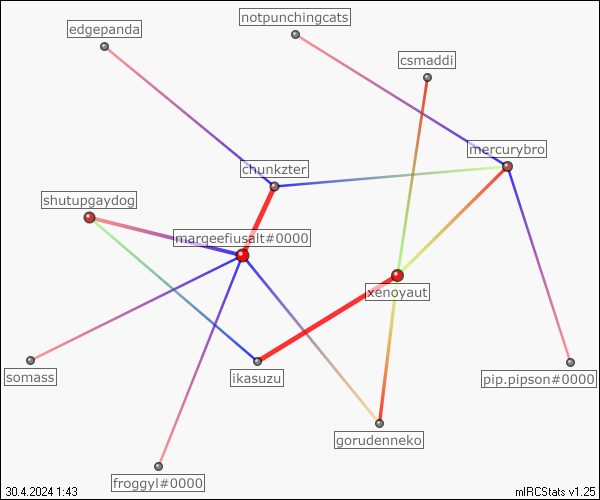 notpunchingcats
edgepanda
csmaddi
mercurybro
chunkzter
shutupgaydog
margeefiusalt#0000
xenoyaut
somass
ikasuzu
pip.pipson#0000
gorudenneko
froggyl#0000
30.4.2024 1:43
mIRCStats v1.25